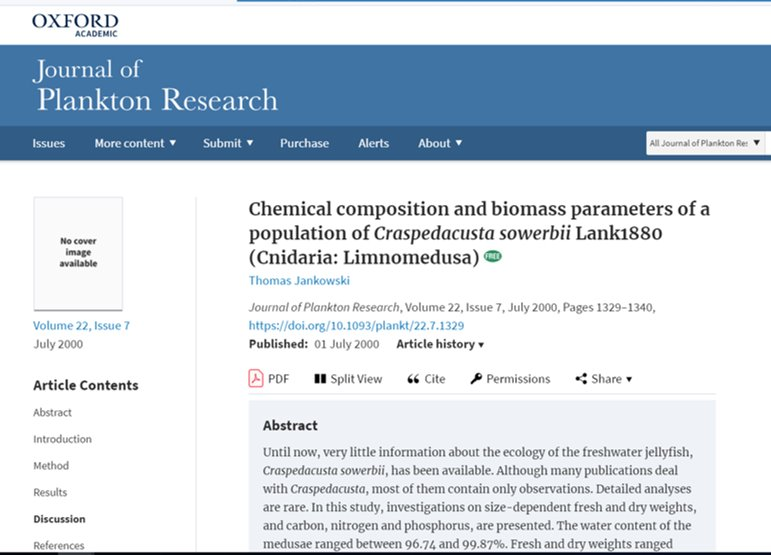 OXFORD
ACADEMIC
Journal of
Plankton Research
Issues More content ▼ Submit ▼ Purchase Alerts About ▼ All Journal of Plankton Res ▼
No cover
image
available
Volume 22, Issue 7
July 2000
Article Contents
Abstract
Introduction
Method
Results
Discussion
References
Chemical composition and biomass parameters of a
population of Craspedacusta sowerbii Lank1880
(Cnidaria: Limnomedusa) FREE
Thomas Jankowski
Journal of Plankton Research, Volume 22, Issue 7, July 2000, Pages 1329–1340,
https://doi.org/10.1093/plankt/22.7.1329
Published: 01 July 2000 Article history ▾
PDF Split View Cite Permissions Share ▾
Abstract
Until now, very little information about the ecology of the freshwater jellyfish,
Craspedacusta sowerbii, has been available. Although many publications deal
with Craspedacusta, most of them contain only observations. Detailed analyses
are rare. In this study, investigations on size-dependent fresh and dry weights,
and carbon, nitrogen and phosphorus, are presented. The water content of the
medusae ranged between 96.74 and 99.87%. Fresh and dry weights ranged